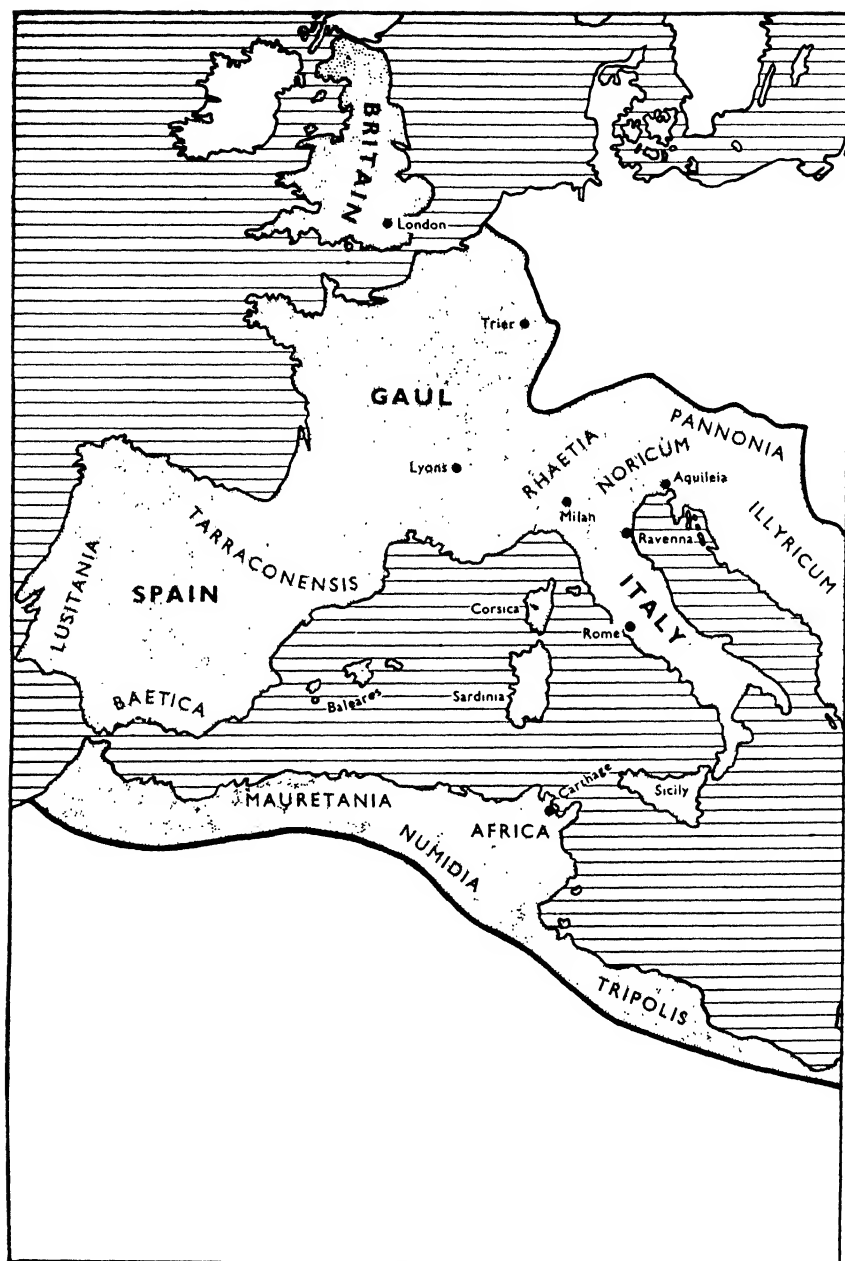 BRITAIN
London
Trier
GAUL
PANNONIA
RHAETIA
NORICUM
Lyons
Aquileia
Milan
ILLYRICUM
Ravenna
TARRACONENSIS
LUSITANIA
SPAIN
ITALY
Corsica
Rome
BAETICA
Baleares
Sardinia
Carthage
Sicily
MAURETANIA
AFRICA
NUMIDIA
TRIPOLIS